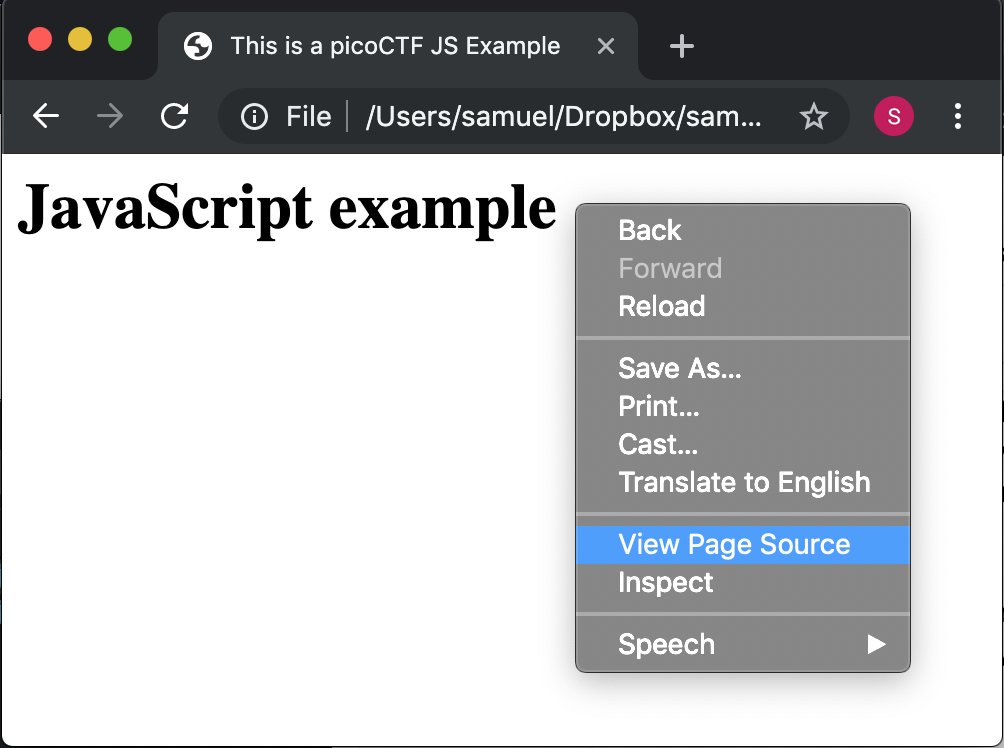 This is a picoCTF JS Example
File /Users/samuel/Dropbox/sam...
S
JavaScript example
Back
Forward
Reload
Save As...
Print...
Cast...
Translate to English
View Page Source
Inspect
Speech